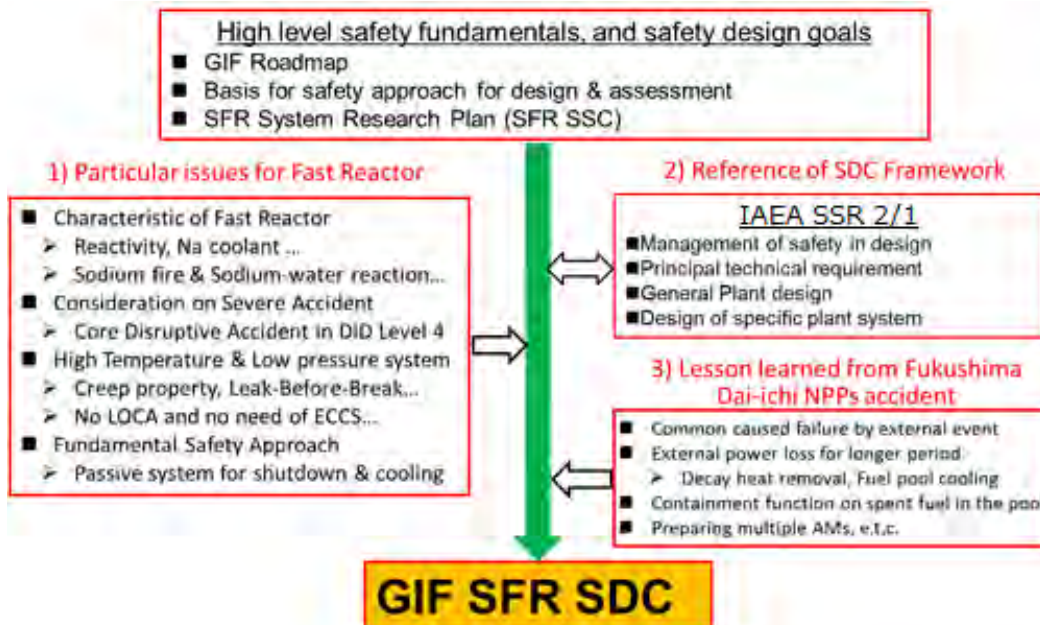 High level safety fundamentals, and safety design goals
■ GIF Roadmap
■ Basis for safety approach for design & assessment
■ SFR System Research Plan (SFR SSC)
1) Particular issues for Fast Reactor
■ Characteristic of Fast Reactor
➢ Reactivity, Na coolant ...
➢ Sodium fire & Sodium-water reaction...
■ Consideration on Severe Accident
➢ Core Disruptive Accident in DiD Level 4
■ High Temperature & Low pressure system
➢ Creep property, Leak-Before-Break...
➢ No LOCA and no need of ECCS...
■ Fundamental Safety Approach
➢ Passive system for shutdown & cooling
2) Reference of SDC Framework
IAEA SSR 2/1
■Management of safety in design
■Principal technical requirement
■General Plant design
■Design of specific plant system
3) Lesson learned from Fukushima
Dai-ichi NPPs accident
■ Common caused failure by external event
■ External power loss for longer period
➢ Decay heat removal, Fuel pool cooling
■ Containment function on spent fuel in the pool
■ Preparing multiple AMs, e.t.c.
GIF SFR SDC